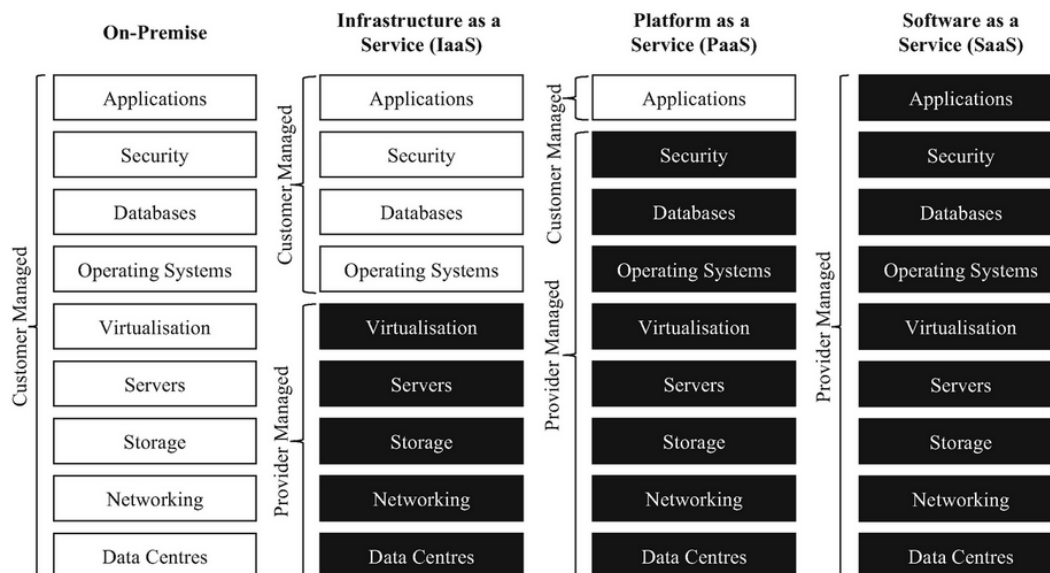 On-Premise
Customer Managed
Applications
Security
Databases
Operating Systems
Virtualisation
Servers
Storage
Networking
Data Centres
Infrastructure as a
Service (IaaS)
Customer Managed
Applications
Security
Databases
Operating Systems
Provider Managed
Virtualisation
Servers
Storage
Networking
Data Centres
Platform as a
Service (PaaS)
Customer Managed
Applications
Provider Managed
Security
Databases
Operating Systems
Virtualisation
Servers
Storage
Networking
Data Centres
Software as a
Service (SaaS)
Provider Managed
Applications
Security
Databases
Operating Systems
Virtualisation
Servers
Storage
Networking
Data Centres